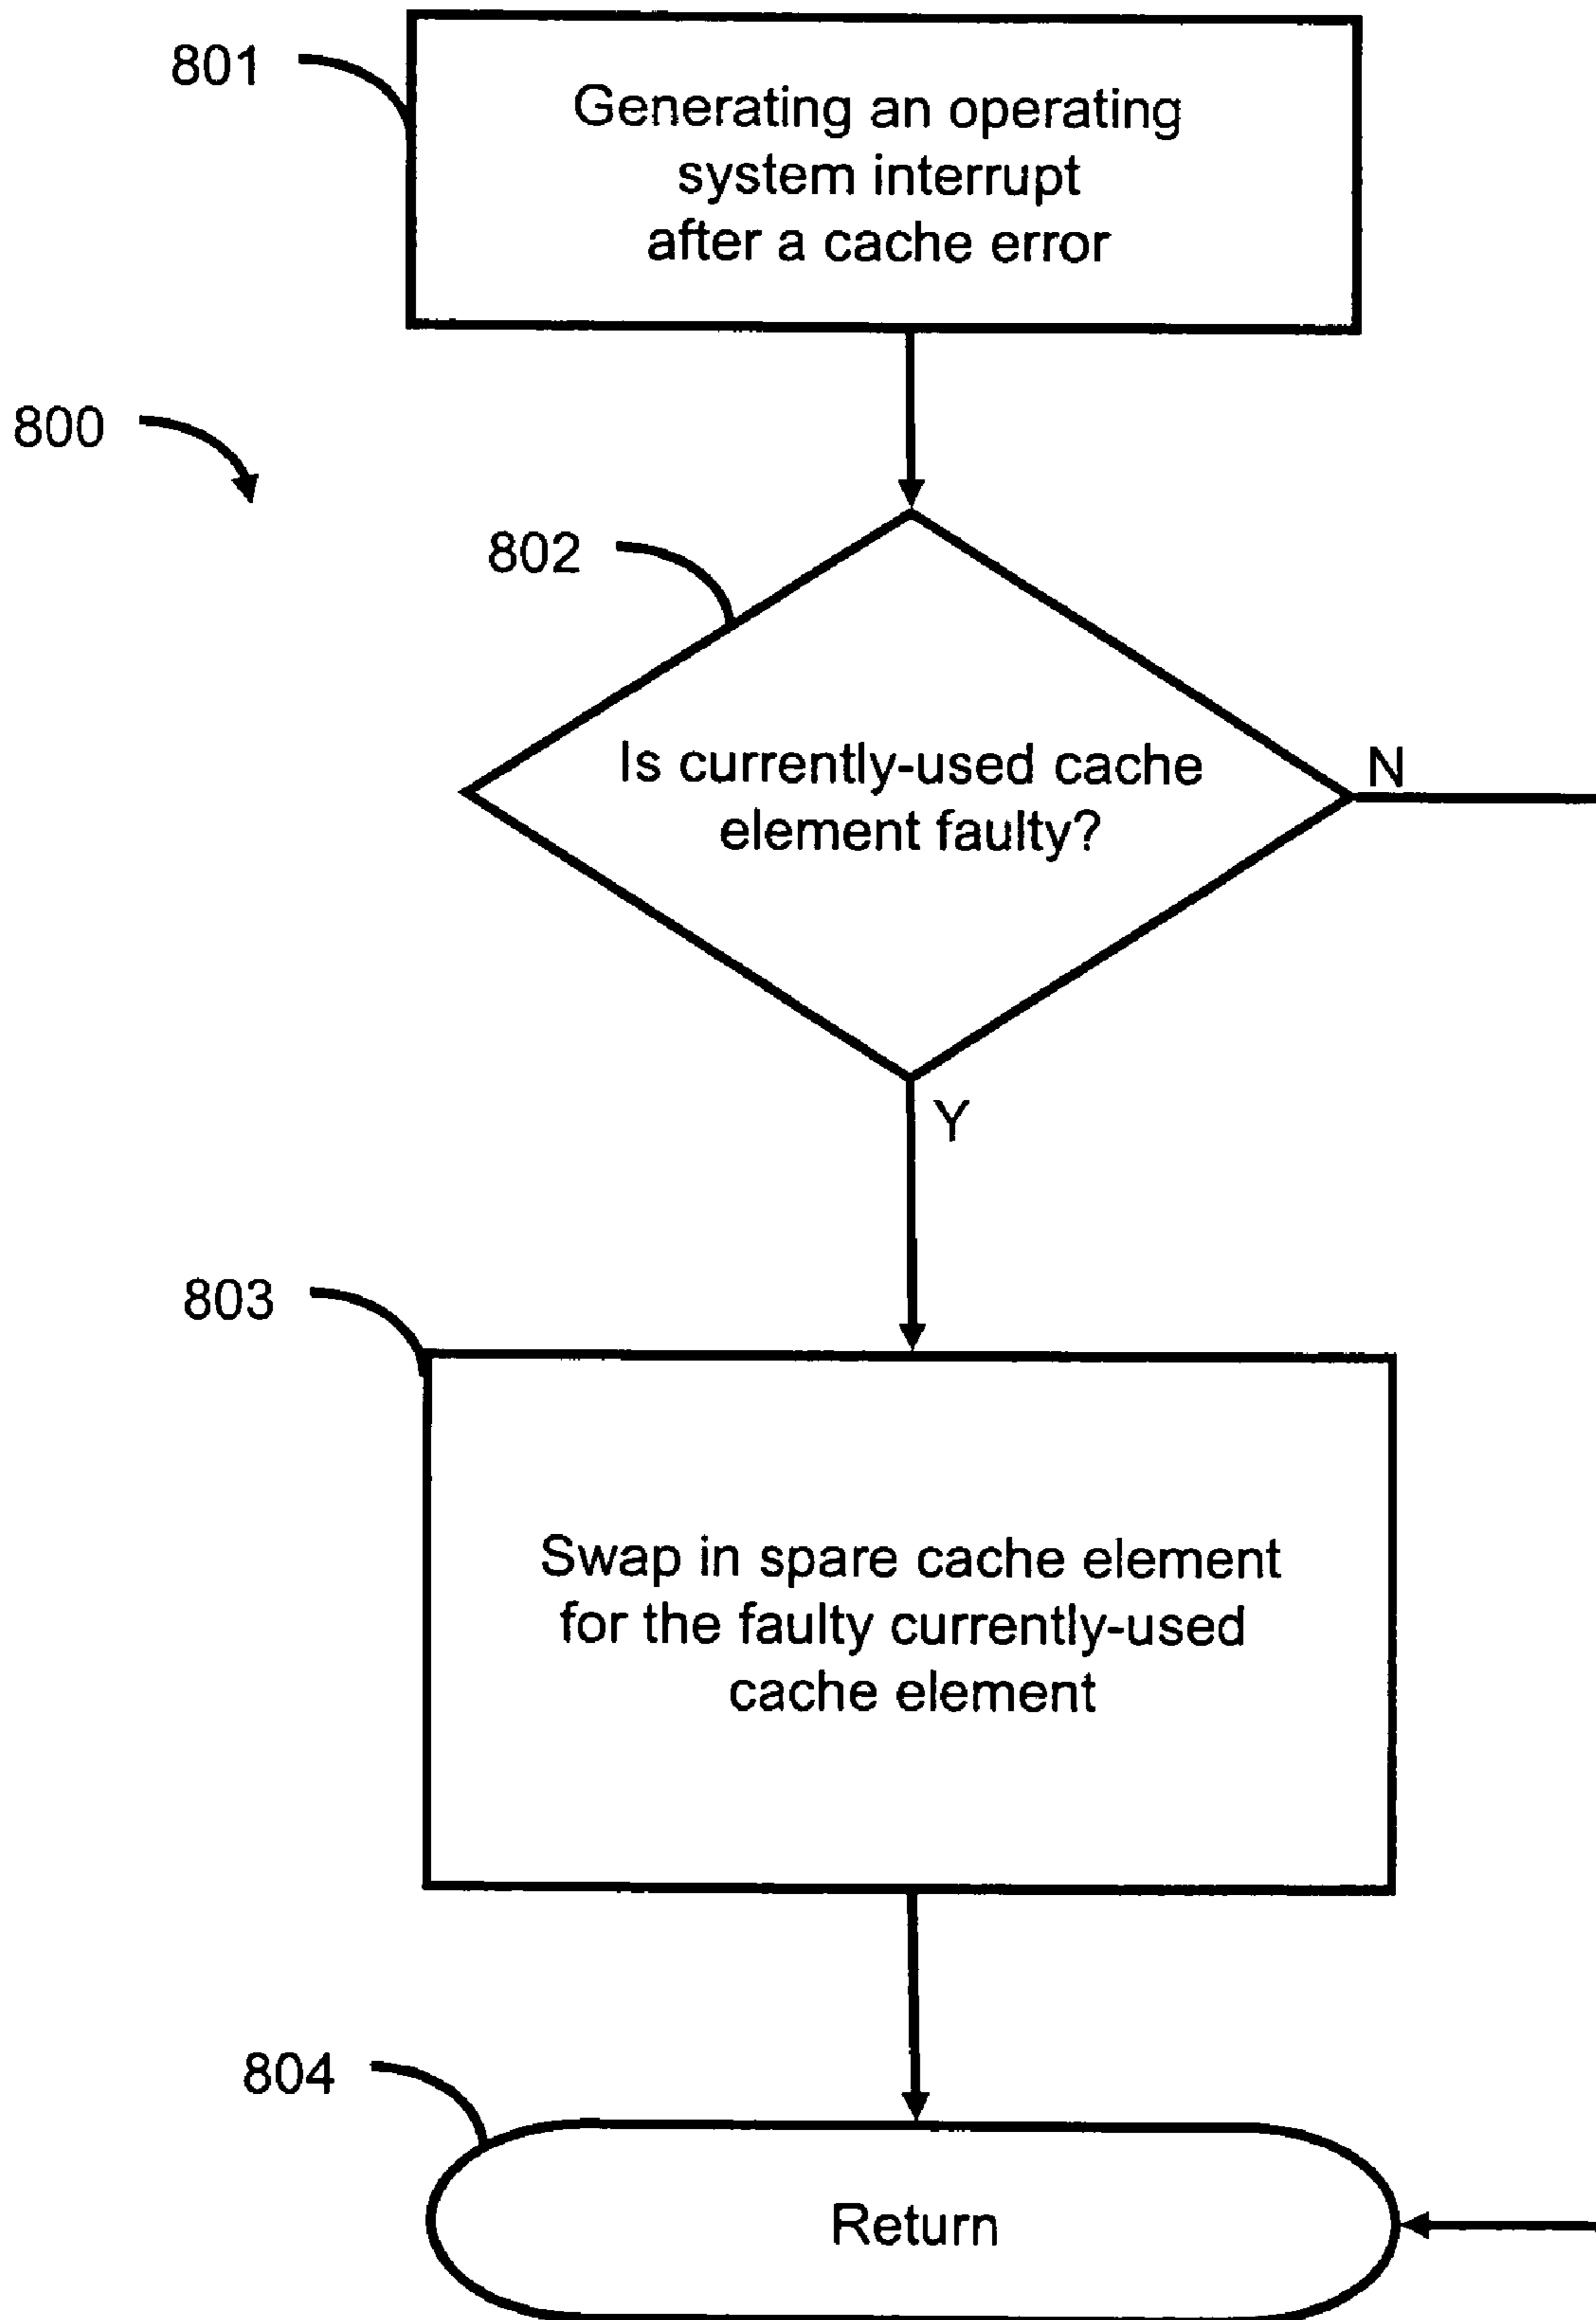 801
Generating an operating
system interrupt
after a cache error
800
802
Is currently-used cache
element faulty?
N
Y
803
Swap in spare cache element
for the faulty currently-used
cache element
804
Return